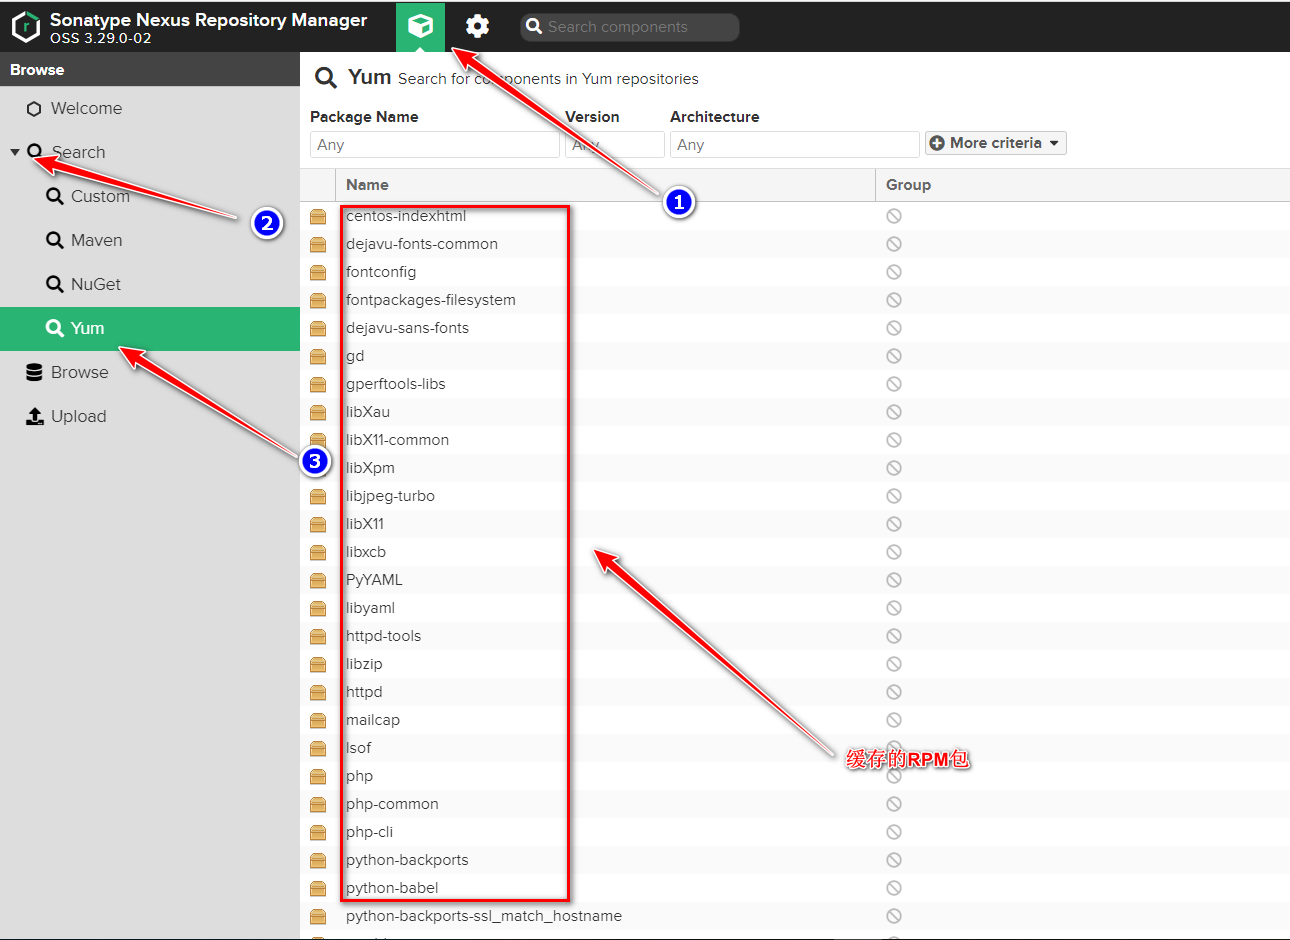 Sonatype Nexus Repository Manager
OSS 3.29.0-02
Search components
Browse
Welcome
Search
Custom
Maven
NuGet
Yum
Browse
Upload
Yum Search for components in Yum repositories
Package Name Version Architecture
Any Any Any More criteria
Name Group
centos-indexhtml
dejavu-fonts-common
fontconfig
fontpackages-filesystem
dejavu-sans-fonts
gd
gperftools-libs
libXau
libX11-common
libXpm
libjpeg-turbo
libX11
libxcb
PyYAML
libyaml
httpd-tools
libzip
httpd
mailcap
lsof
php
php-common
php-cli
python-backports
python-babel
python-backports-ssl_match_hostname
1
2
3
缓存的RPM包